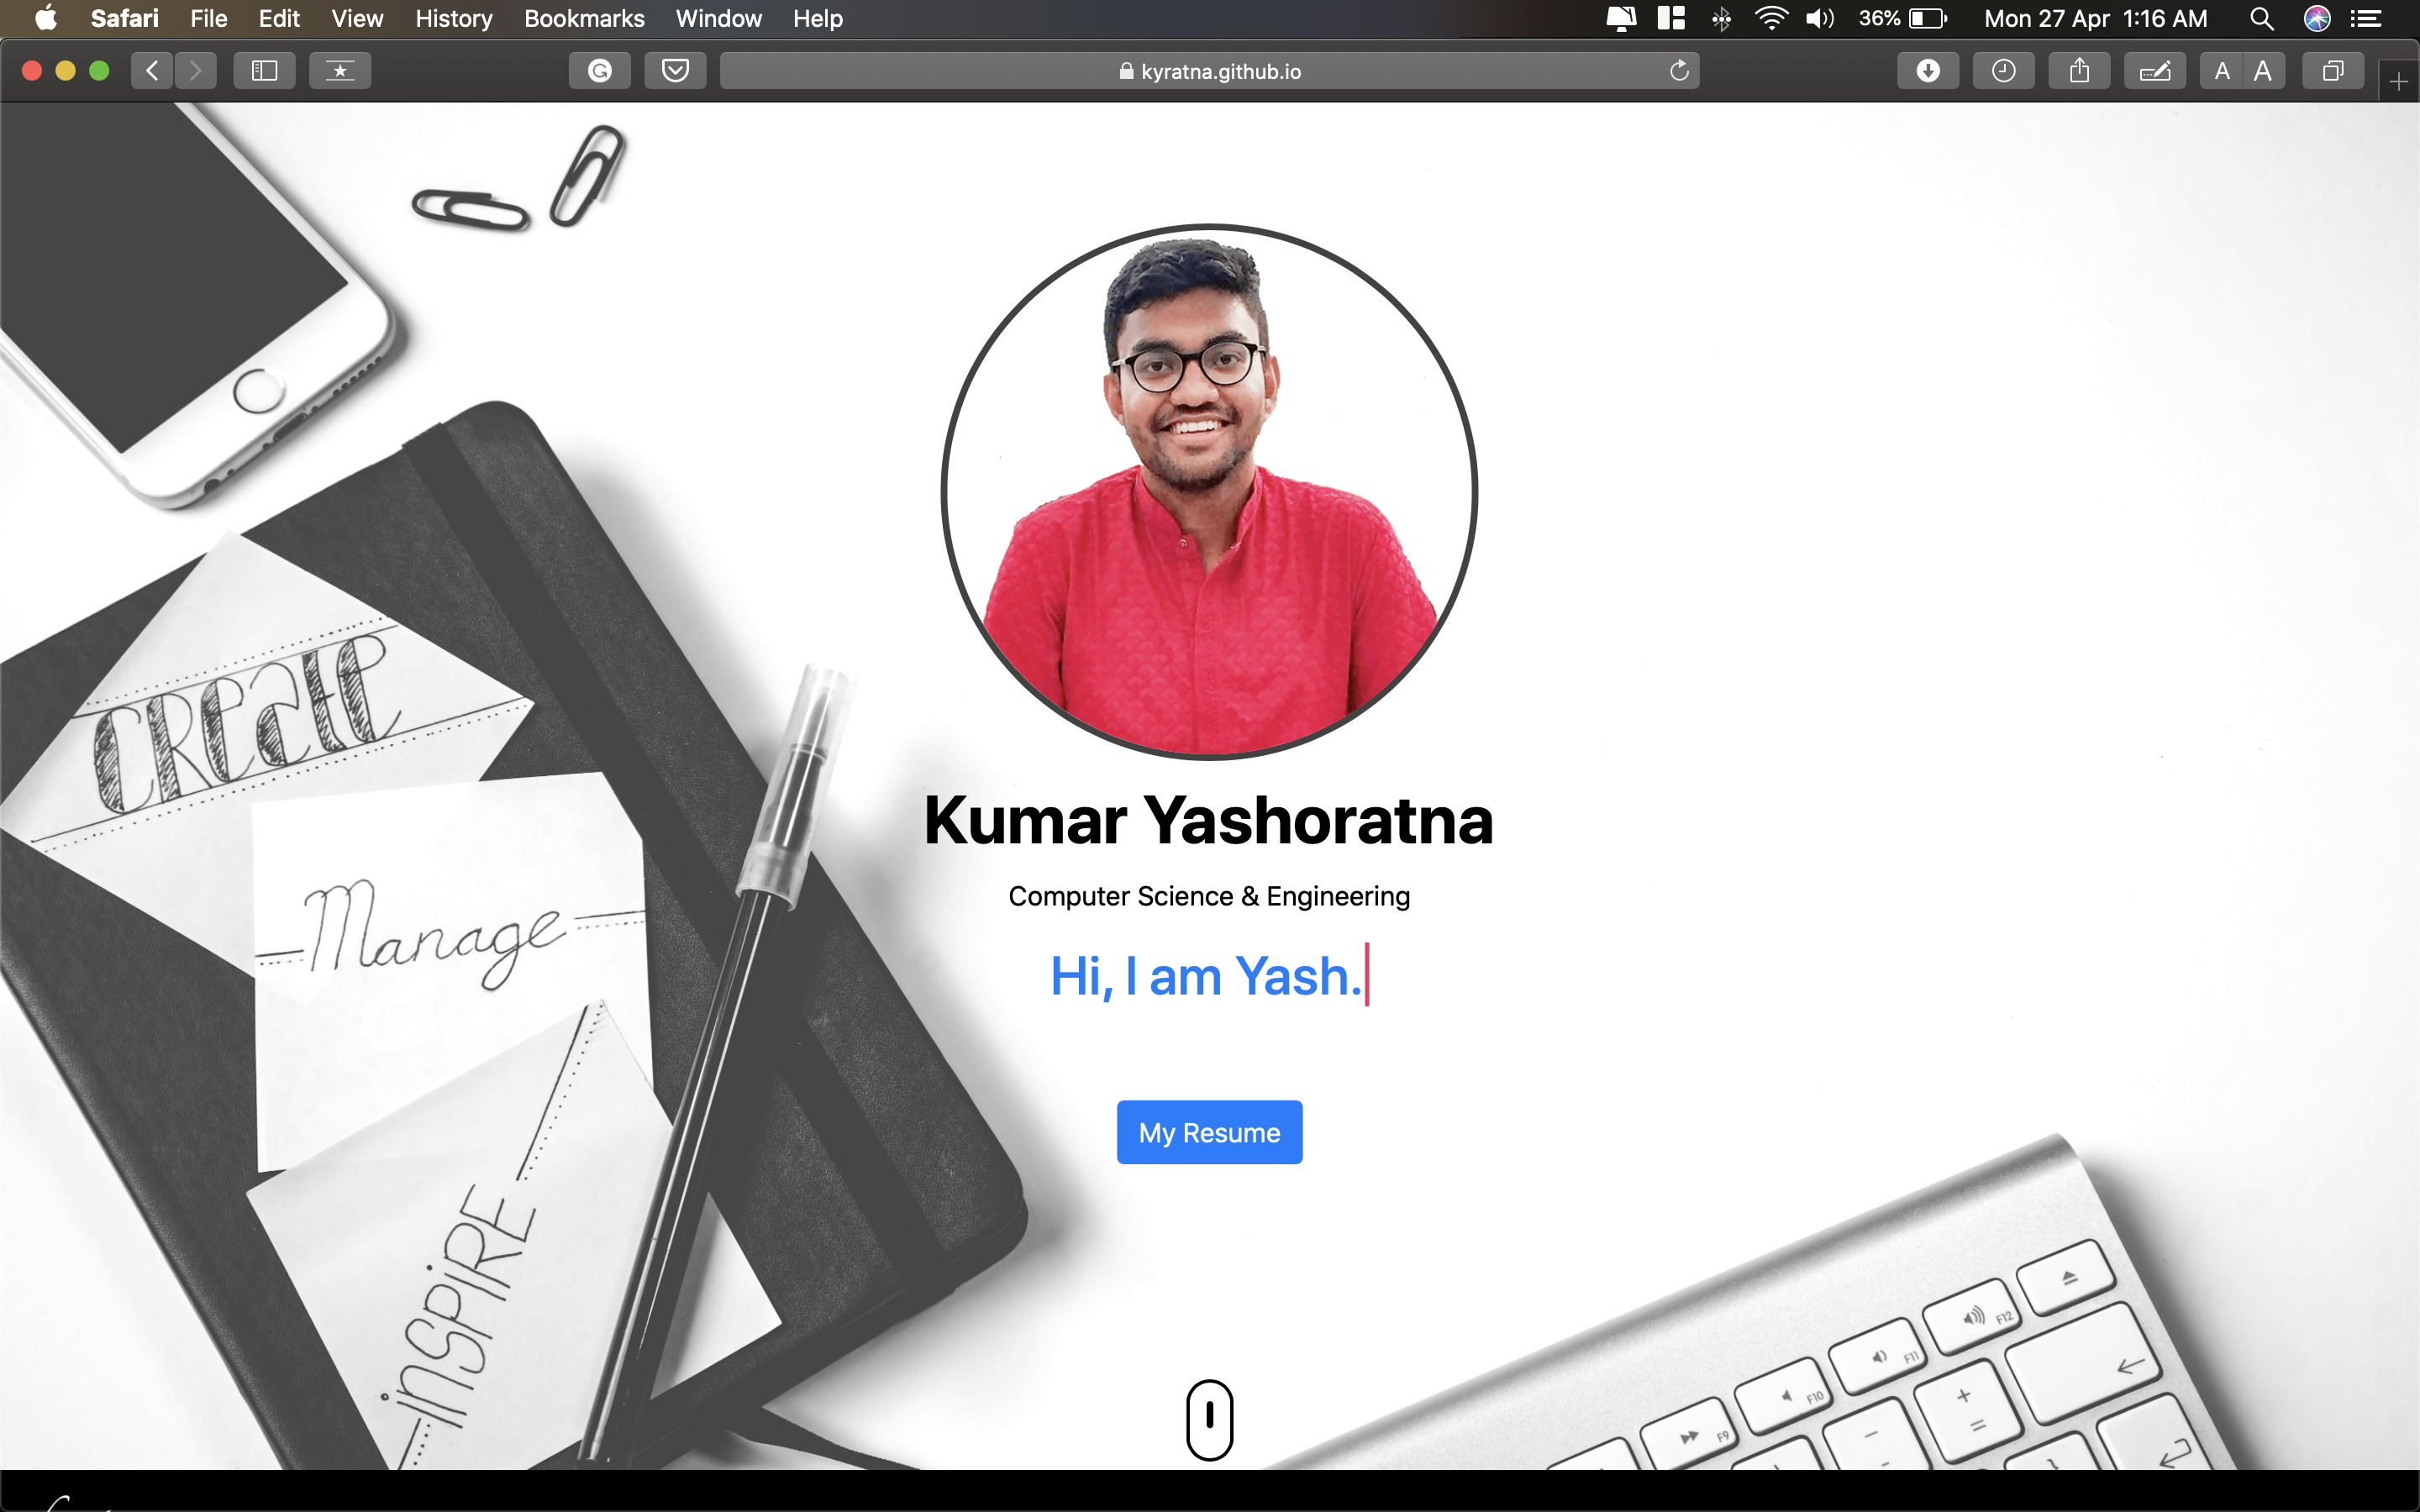 Safari File Edit View History Bookmarks Window Help 36% Mon 27 Apr 1:16 AM
kyratna.github.io A A
CREATE
Manage
INSPIRE
Kumar Yashoratna
Computer Science & Engineering
Hi, I am Yash.
My Resume
F12
F11
F10
F9
+
=